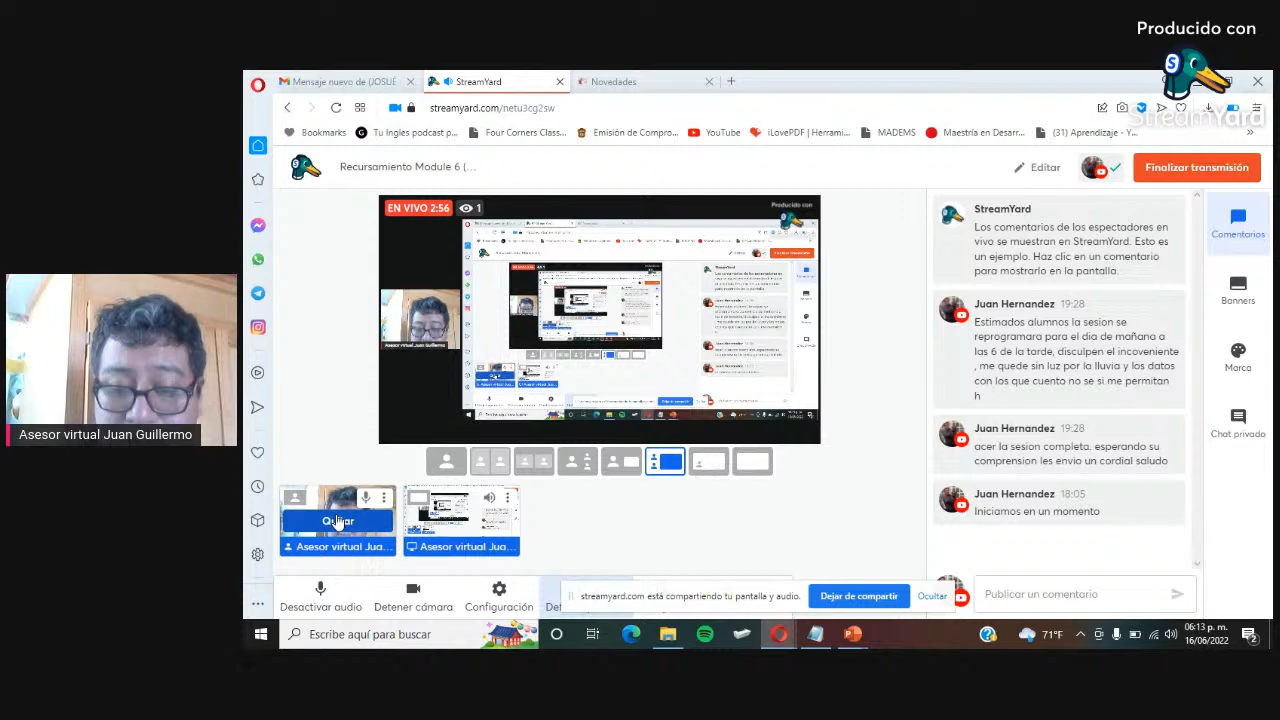 Producido con
StreamYard
Mensaje nuevo de (JOSUÉ
StreamYard
Novedades
streamyard.com/netu3cg2sw
Bookmarks
Tu Ingles podcast p...
Four Corners Class...
Emisión de Compro...
YouTube
iLovePDF | Herrami...
MADEMS
Maestría en Desarr...
(31) Aprendizaje - Y...
Recursamiento Module 6 (...
Editar
Finalizar transmisión
EN VIVO 2:56
1
Producido con
Asesor virtual Juan Guillermo
StreamYard
Los comentarios de los espectadores en
vivo se muestran en StreamYard. Esto es
un ejemplo. Haz clic en el comentario
en la pantalla.
Juan Hernandez 19:28
Estimados alumnos la sesion se
reprogramara para el dia
las 6 de la tarde, disculpen el incoveniente
me quede sin luz por la lluvia y los datos
con los que cuento no se si me permitan
h
Juan Hernandez 19:28
acer la sesion completa, esperando su
comprension les envio un cordial saludo
Juan Hernandez 18:05
Iniciamos en un momento
Comentarios
Banners
Marca
Chat privado
Asesor virtual Juan Guillermo
Asesor virtual Jua...
Asesor virtual Jua...
Desactivar audio
Detener cámara
Configuración
streamyard.com está compartiendo tu pantalla y audio.
Dejar de compartir
Ocultar
Publicar un comentario
Escribe aquí para buscar
71°F
06:13 p. m.
16/06/2022
2